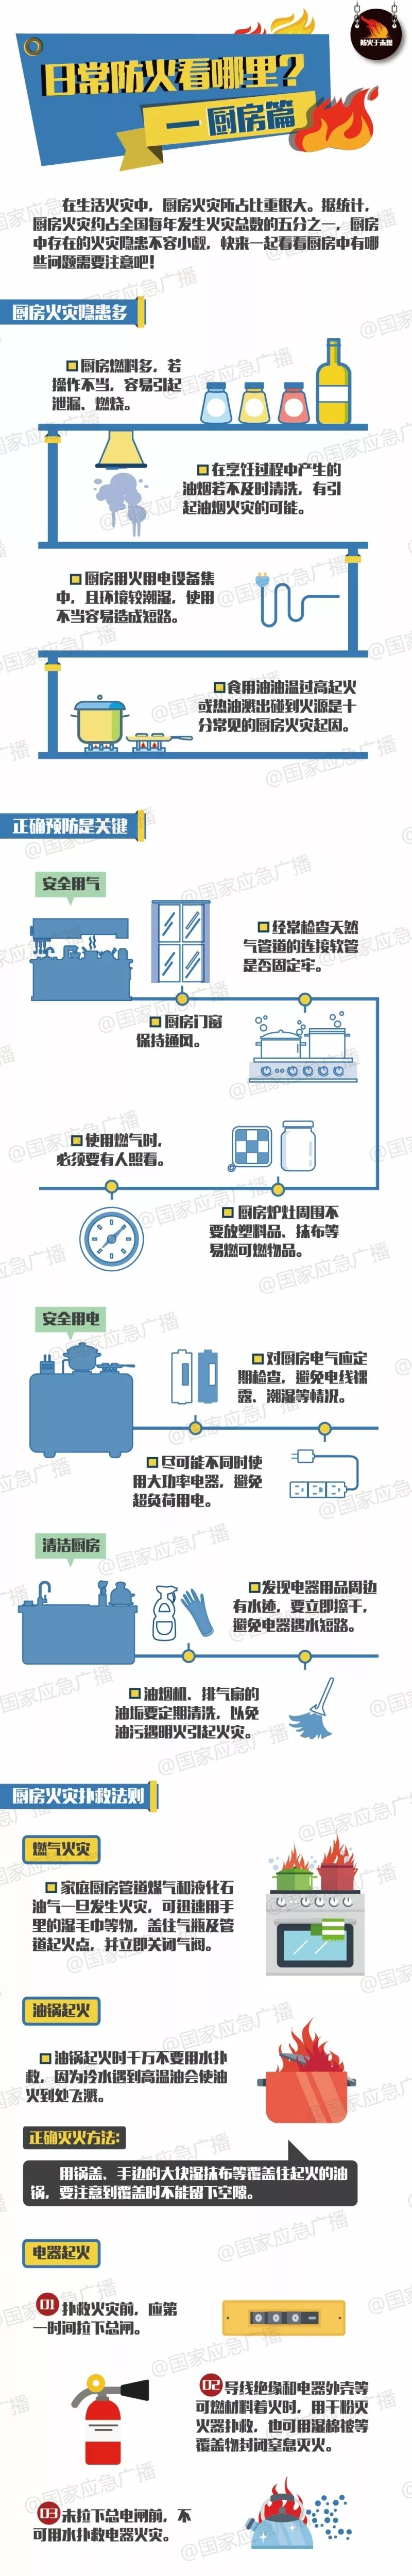 防火于未燃
日常防火看哪里？
—厨房篇
在生活火灾中，厨房火灾所占比重很大。据统计，
厨房火灾约占全国每年发生火灾总数的五分之一，厨房
中存在的火灾隐患不容小觑，快来一起看看厨房中有哪
些问题需要注意吧！
厨房火灾隐患多
厨房燃料多，若
操作不当，容易引起
泄漏、燃烧。
在烹饪过程中产生的
油烟若不及时清洗，有引
起油烟火灾的可能。
厨房用火用电设备集
中，且环境较潮湿，使用
不当容易造成短路。
食用油油温过高起火
或热油溅出碰到火源是十
分常见的厨房火灾起因。
正确预防是关键
安全用气
经常检查天然
气管道的连接软管
是否固定牢。
厨房门窗
保持通风。
使用燃气时，
必须要有人照看。
厨房炉灶周围不
要放塑料品、抹布等
易燃可燃物品。
安全用电
对厨房电气应定
期检查，避免电线裸
露、潮湿等情况。
尽可能不同时使
用大功率电器，避免
超负荷用电。
清洁厨房
发现电器用品周边
有水迹，要立即擦干，
避免电器遇水短路。
油烟机、排气扇的
油垢要定期清洗，以免
油污遇明火引起火灾。
厨房火灾扑救法则
燃气火灾
家庭厨房管道煤气和液化石
油气一旦发生火灾，可迅速用手
里的湿毛巾等物，盖住气瓶及管
道起火点，并立即关闭气阀。
油锅起火
油锅起火时千万不要用水扑
救，因为冷水遇到高温油会使油
火到处飞溅。
正确灭火方法：
用锅盖、手边的大块湿抹布等覆盖住起火的油
锅，要注意到覆盖时不能留下空隙。
电器起火
01 扑救火灾前，应第
一时间拉下总闸。
02 导线绝缘和电器外壳等
可燃材料着火时，用干粉灭
火器扑救，也可用湿棉被等
覆盖物封闭窒息灭火。
03 未拉下总电闸前，不
可用水扑救电器火灾。
@国家应急广播